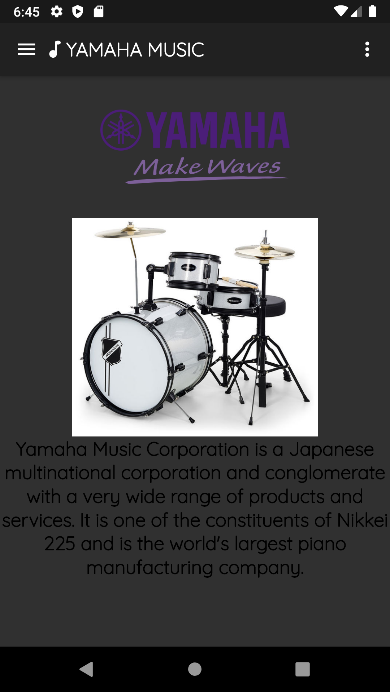 6:45
YAMAHA MUSIC
YAMAHA
Make Waves
Yamaha Music Corporation is a Japanese
multinational corporation and conglomerate
with a very wide range of products and
services. It is one of the constituents of Nikkei
225 and is the world's largest piano
manufacturing company.